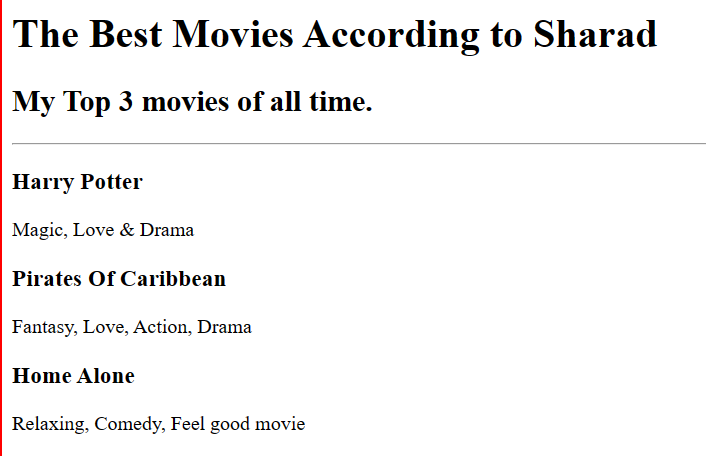 The Best Movies According to Sharad
My Top 3 movies of all time.
Harry Potter
Magic, Love & Drama
Pirates Of Caribbean
Fantasy, Love, Action, Drama
Home Alone
Relaxing, Comedy, Feel good movie